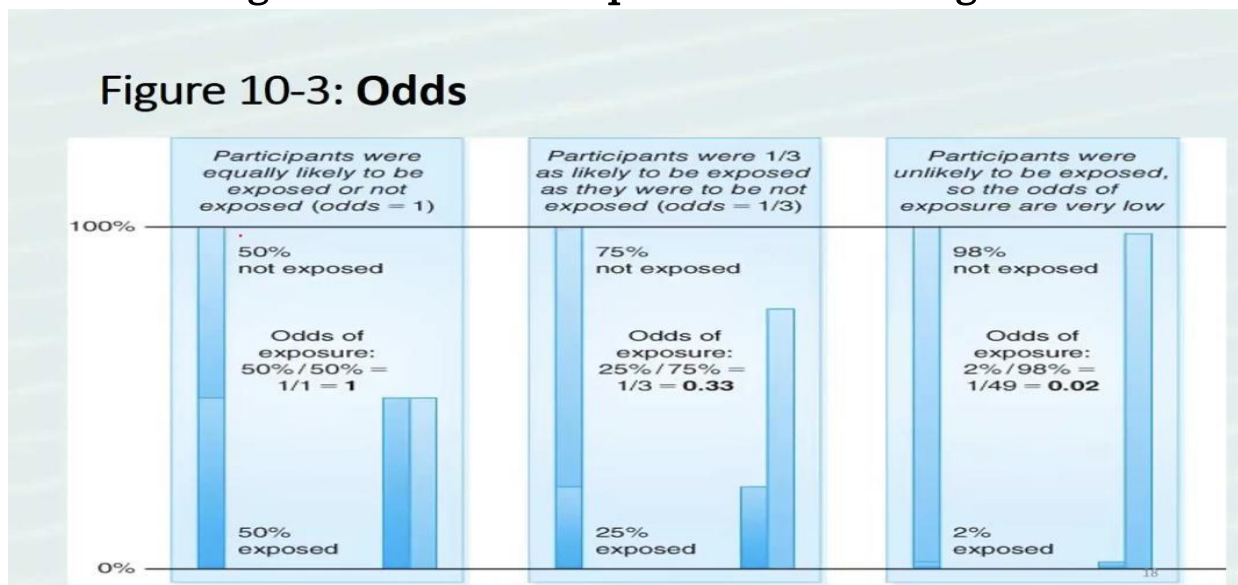 Figure 10-3: Odds
Participants were
equally likely to be
exposed or not
exposed (odds = 1)
100%
50%
not exposed
Odds of
exposure:
50%/50% =
1/1 = 1
50%
exposed
0%
Participants were 1/3
as likely to be exposed
as they were to be not
exposed (odds = 1/3)
75%
not exposed
Odds of
exposure:
25%/75% =
1/3 = 0.33
25%
exposed
Participants were
unlikely to be exposed,
so the odds of
exposure are very low
98%
not exposed
Odds of
exposure:
2%/98% =
1/49 = 0.02
2%
exposed
18